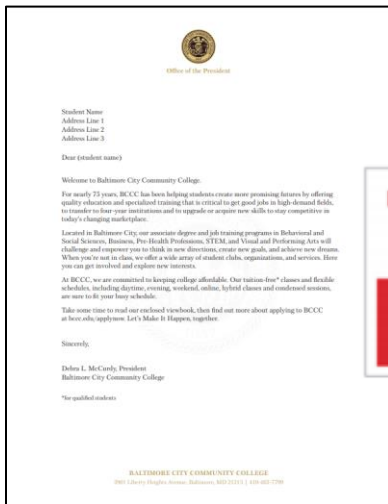 Office of the President
Student Name
Address Line 1
Address Line 2
Address Line 3
Dear (student name)
Welcome to Baltimore City Community College.
For nearly 75 years, BCCC has been helping students create more promising futures by offering
quality education and specialized training that is critical to get good jobs in high-demand fields,
to transfer to four-year institutions and to upgrade or acquire new skills to stay competitive in
today's changing marketplace.
Located in Baltimore City, our associate degree and job training programs in Behavioral and
Social Sciences, Business, Pre-Health Professions, STEM, and Visual and Performing Arts will
challenge and empower you to think in new directions, create new goals, and achieve new dreams.
When you're not in class, we offer a wide array of student clubs, organizations, and services. Here
you can get involved and explore new interests.
At BCCC, we are committed to keeping college affordable. Our tuition-free* classes and flexible
schedules, including daytime, evening, weekend, online, hybrid classes and condensed sessions,
are sure to fit your busy schedule.
Take some time to read our enclosed viewbook, then find out more about applying to BCCC
at bccc.edu/applynow. Let's Make It Happen, together.
Sincerely,
Debra L. McCurdy, President
Baltimore City Community College
*for qualified students
BALTIMORE CITY COMMUNITY COLLEGE
2901 Liberty Heights Avenue, Baltimore, MD 21215 |